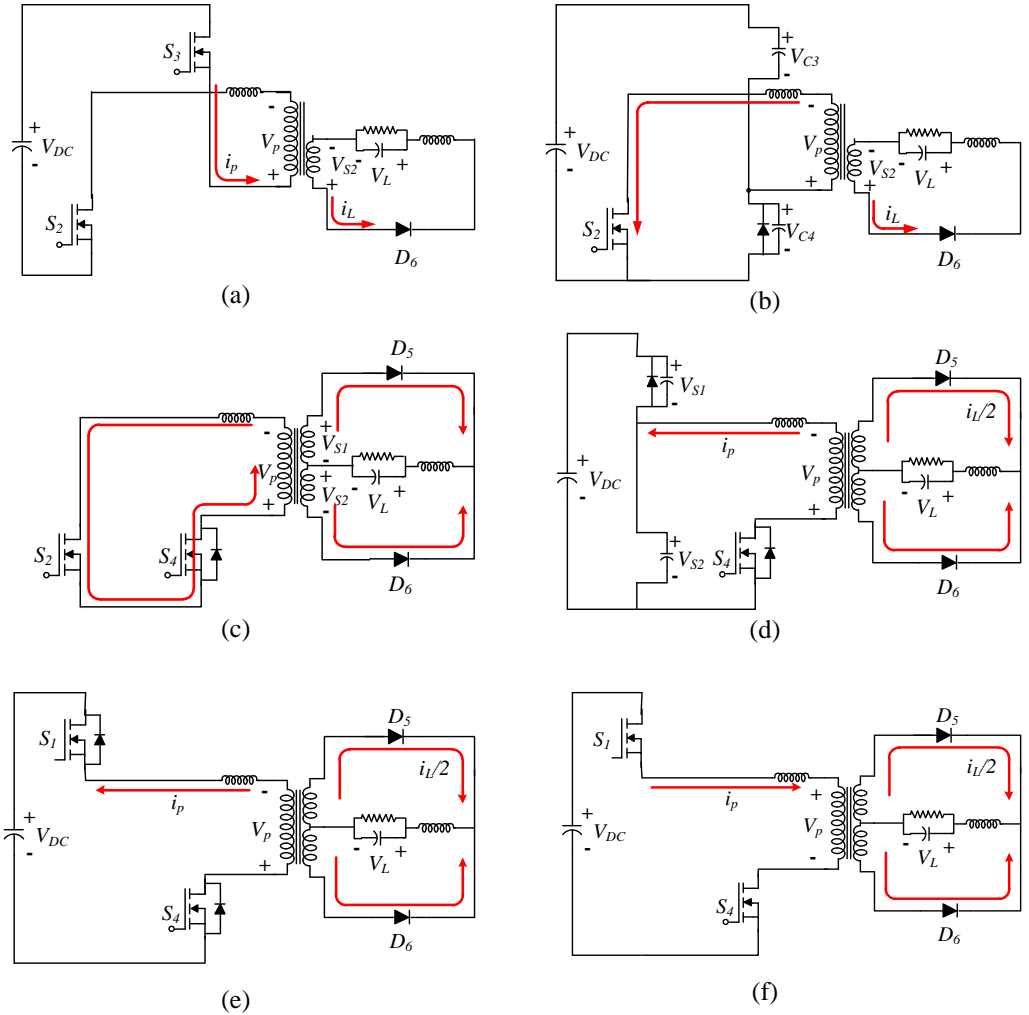 S3
+
VDC
-
S2
ip
-
Vp
+
-
VS2
+
-
VL
+
iL
D6
(a)
+
VDC
-
S2
+
VC3
-
-
Vp
+
-
VS2
+
-
VL
+
+
VC4
-
iL
D6
(b)
S2
S4
-
Vp
+
D5
+
VS1
-
+
VS2
-
-
VL
+
D6
(c)
+
VDC
-
+
VS1
-
ip
-
Vp
+
+
VS2
-
S4
D5
iL/2
-
VL
+
D6
(d)
S1
+
VDC
-
ip
-
Vp
+
S4
D5
iL/2
-
VL
+
D6
(e)
S1
+
VDC
-
ip
+
Vp
-
S4
D5
iL/2
-
VL
+
D6
(f)